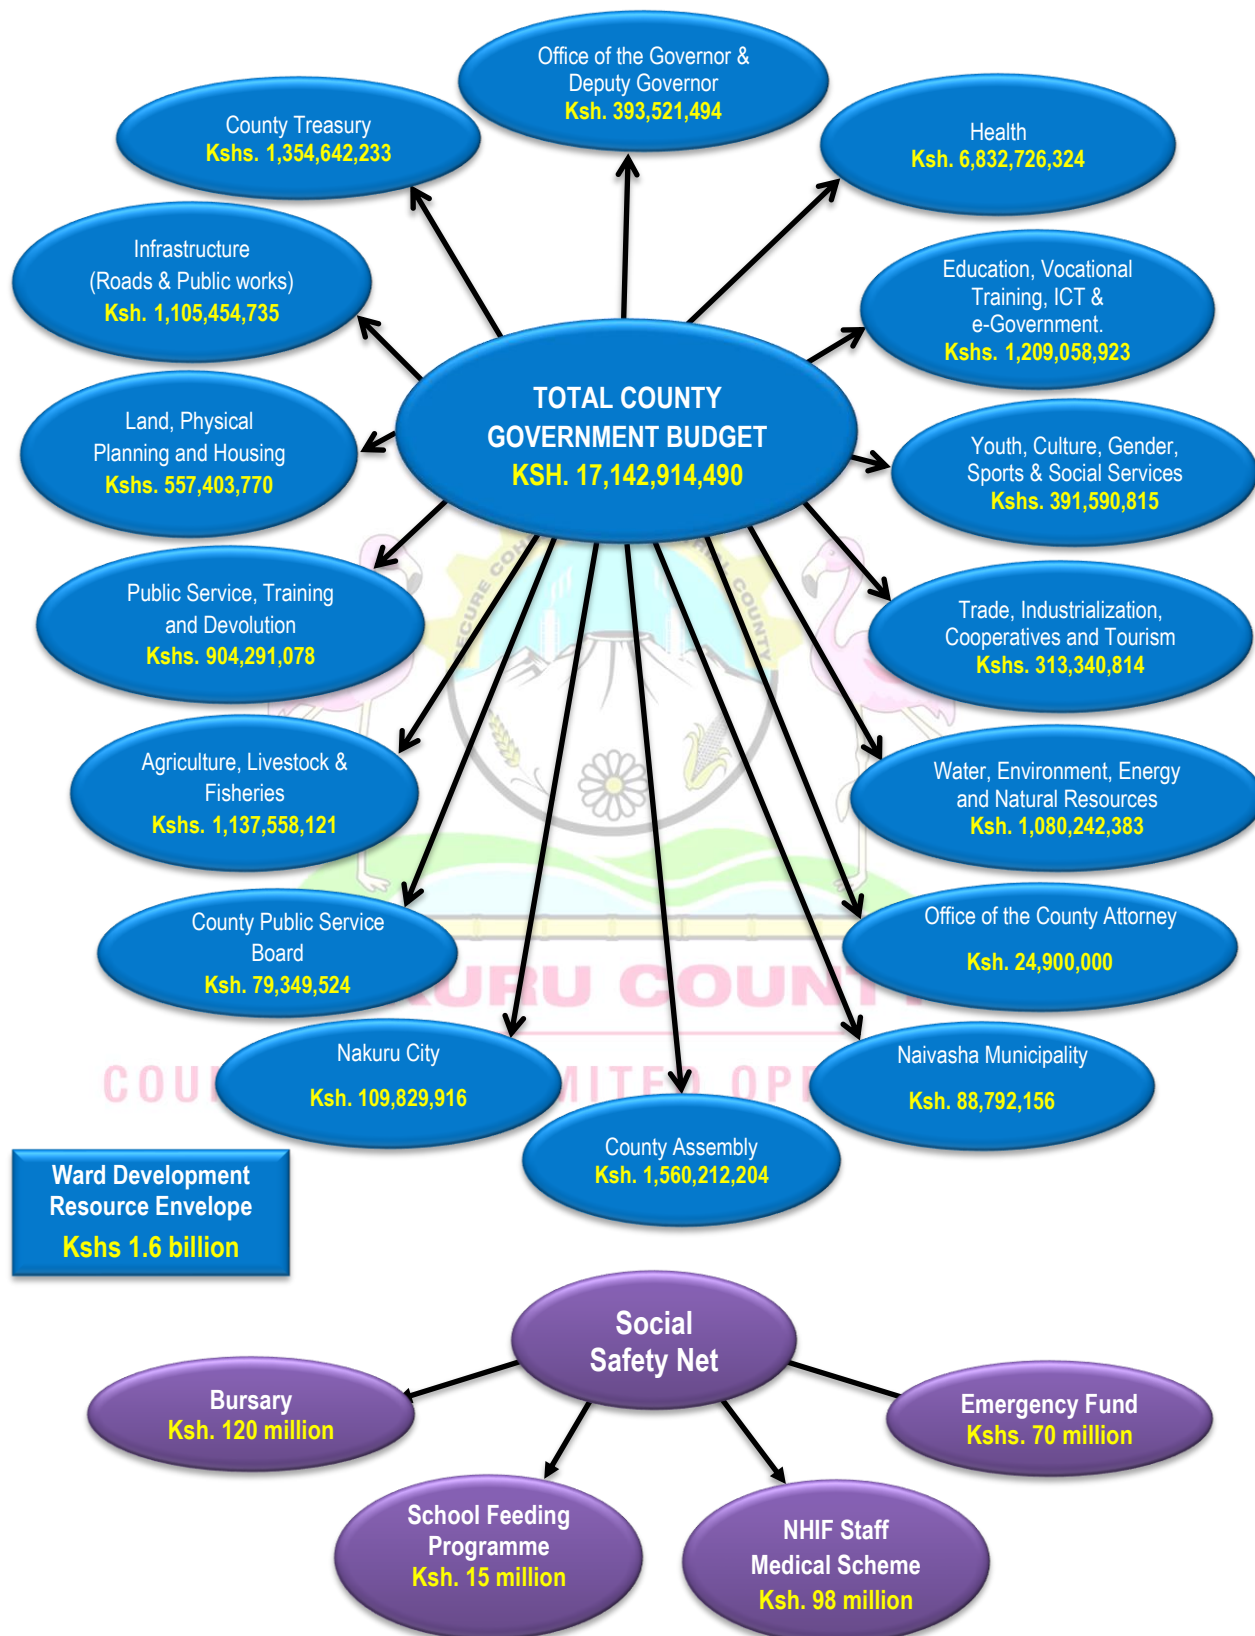 Office of the Governor &
Deputy Governor
Ksh. 393,521,494
County Treasury
Kshs. 1,354,642,233
Health
Ksh. 6,832,726,324
Infrastructure
(Roads & Public works)
Ksh. 1,105,454,735
Education, Vocational
Training, ICT &
e-Government.
Kshs. 1,209,058,923
TOTAL COUNTY
GOVERNMENT BUDGET
KSH. 17,142,914,490
Land, Physical
Planning and Housing
Kshs. 557,403,770
Youth, Culture, Gender,
Sports & Social Services
Kshs. 391,590,815
Public Service, Training
and Devolution
Kshs. 904,291,078
Trade, Industrialization,
Cooperatives and Tourism
Kshs. 313,340,814
Agriculture, Livestock &
Fisheries
Kshs. 1,137,558,121
Water, Environment, Energy
and Natural Resources
Ksh. 1,080,242,383
County Public Service
Board
Ksh. 79,349,524
Office of the County Attorney
Ksh. 24,900,000
Nakuru City
Ksh. 109,829,916
Naivasha Municipality
Ksh. 88,792,156
County Assembly
Ksh. 1,560,212,204
Ward Development
Resource Envelope
Kshs 1.6 billion
Social
Safety Net
Bursary
Ksh. 120 million
Emergency Fund
Kshs. 70 million
School Feeding
Programme
Ksh. 15 million
NHIF Staff
Medical Scheme
Ksh. 98 million